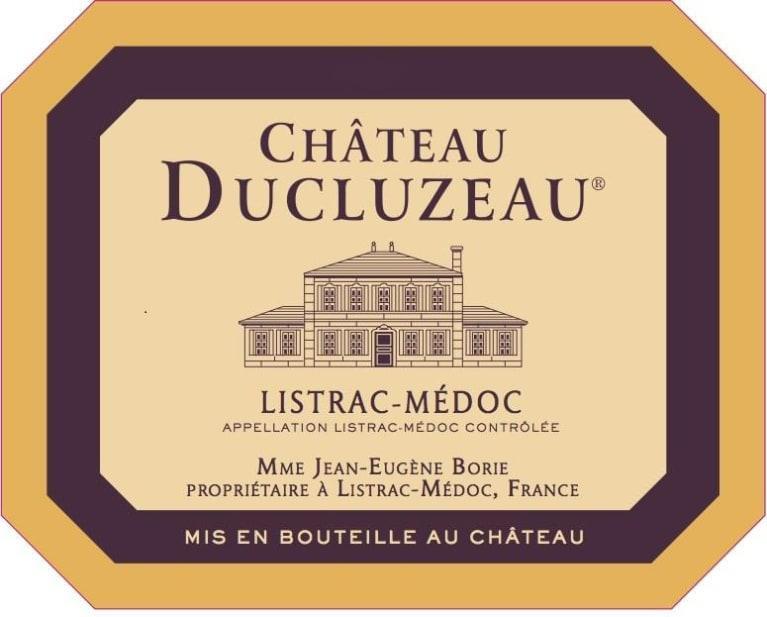 CHÂTEAU
DUCLUZEAU®
LISTRAC-MÉDOC
APPELLATION LISTRAC-MÉDOC CONTRÔLÉE
MME JEAN-EUGÈNE BORIE
PROPRIÉTAIRE À LISTRAC-MÉDOC, FRANCE
MIS EN BOUTEILLE AU CHÂTEAU